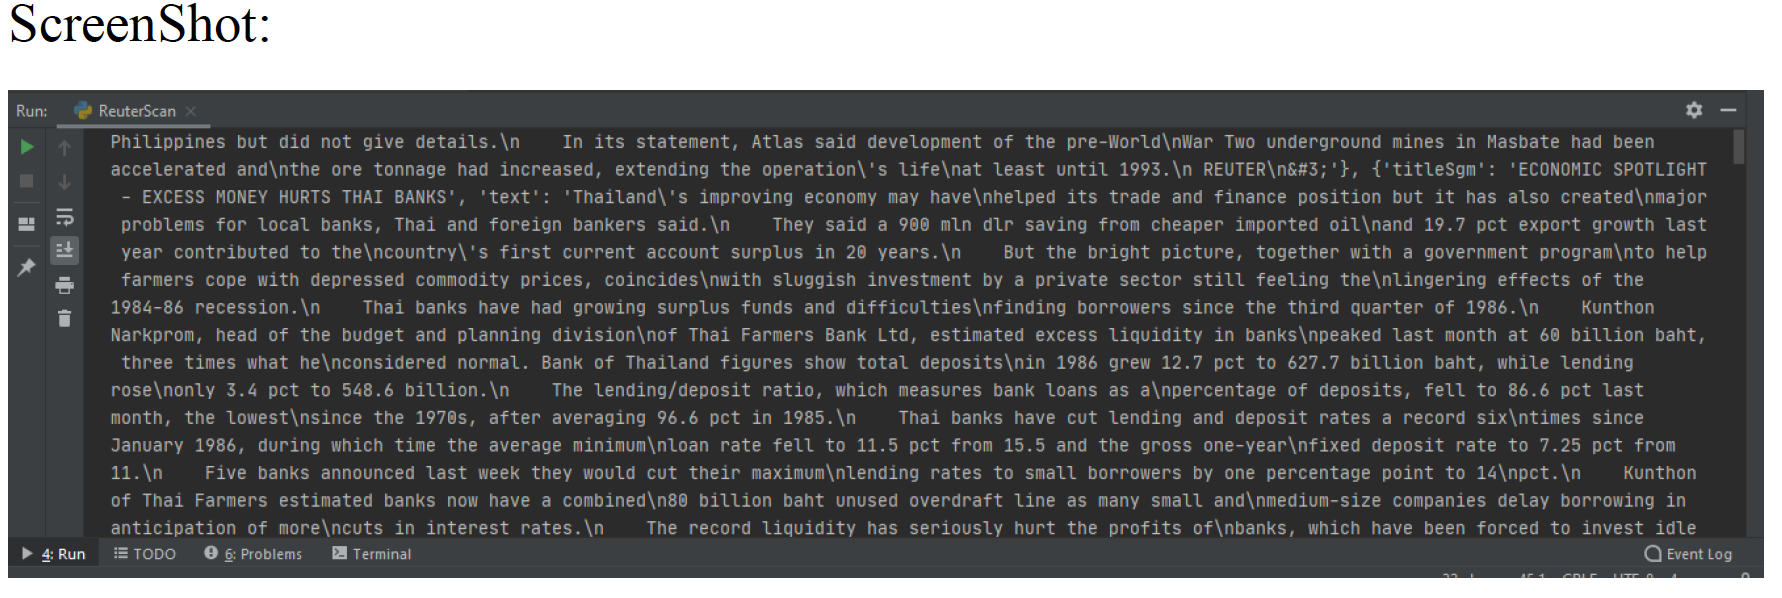 ScreenShot:
Run: ReuterScan
Philippines but did not give details.\n    In its statement, Atlas said development of the pre-World\nWar Two underground mines in Masbate had been
accelerated and\nthe ore tonnage had increased, extending the operation\'s life\nat least until 1993.\n REUTER\n&#3;'}, {'titleSgm': 'ECONOMIC SPOTLIGHT
- EXCESS MONEY HURTS THAI BANKS', 'text': 'Thailand\'s improving economy may have\nhelped its trade and finance position but it has also created\nmajor
problems for local banks, Thai and foreign bankers said.\n    They said a 900 mln dlr saving from cheaper imported oil\nand 19.7 pct export growth last
year contributed to the\ncountry\'s first current account surplus in 20 years.\n    But the bright picture, together with a government program\nto help
farmers cope with depressed commodity prices, coincides\nwith sluggish investment by a private sector still feeling the\nlingering effects of the
1984-86 recession.\n    Thai banks have had growing surplus funds and difficulties\nfinding borrowers since the third quarter of 1986.\n    Kunthon
Narkprom, head of the budget and planning division\nof Thai Farmers Bank Ltd, estimated excess liquidity in banks\npeaked last month at 60 billion baht,
three times what he\nconsidered normal. Bank of Thailand figures show total deposits\nin 1986 grew 12.7 pct to 627.7 billion baht, while lending
rose\nonly 3.4 pct to 548.6 billion.\n    The lending/deposit ratio, which measures bank loans as a\npercentage of deposits, fell to 86.6 pct last
month, the lowest\nsince the 1970s, after averaging 96.6 pct in 1985.\n    Thai banks have cut lending and deposit rates a record six\ntimes since
January 1986, during which time the average minimum\nloan rate fell to 11.5 pct from 15.5 and the gross one-year\nfixed deposit rate to 7.25 pct from
11.\n    Five banks announced last week they would cut their maximum\nlending rates to small borrowers by one percentage point to 14\npct.\n    Kunthon
of Thai Farmers estimated banks now have a combined\n80 billion baht unused overdraft line as many small and\nmedium-size companies delay borrowing in
anticipation of more\ncuts in interest rates.\n    The record liquidity has seriously hurt the profits of\nbanks, which have been forced to invest idle
4: Run TODO 6: Problems Terminal Event Log